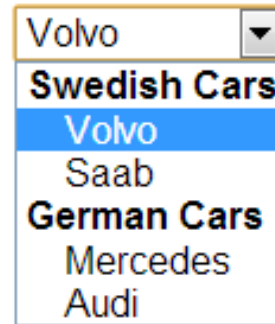 Volvo
Swedish Cars
Volvo
Saab
German Cars
Mercedes
Audi